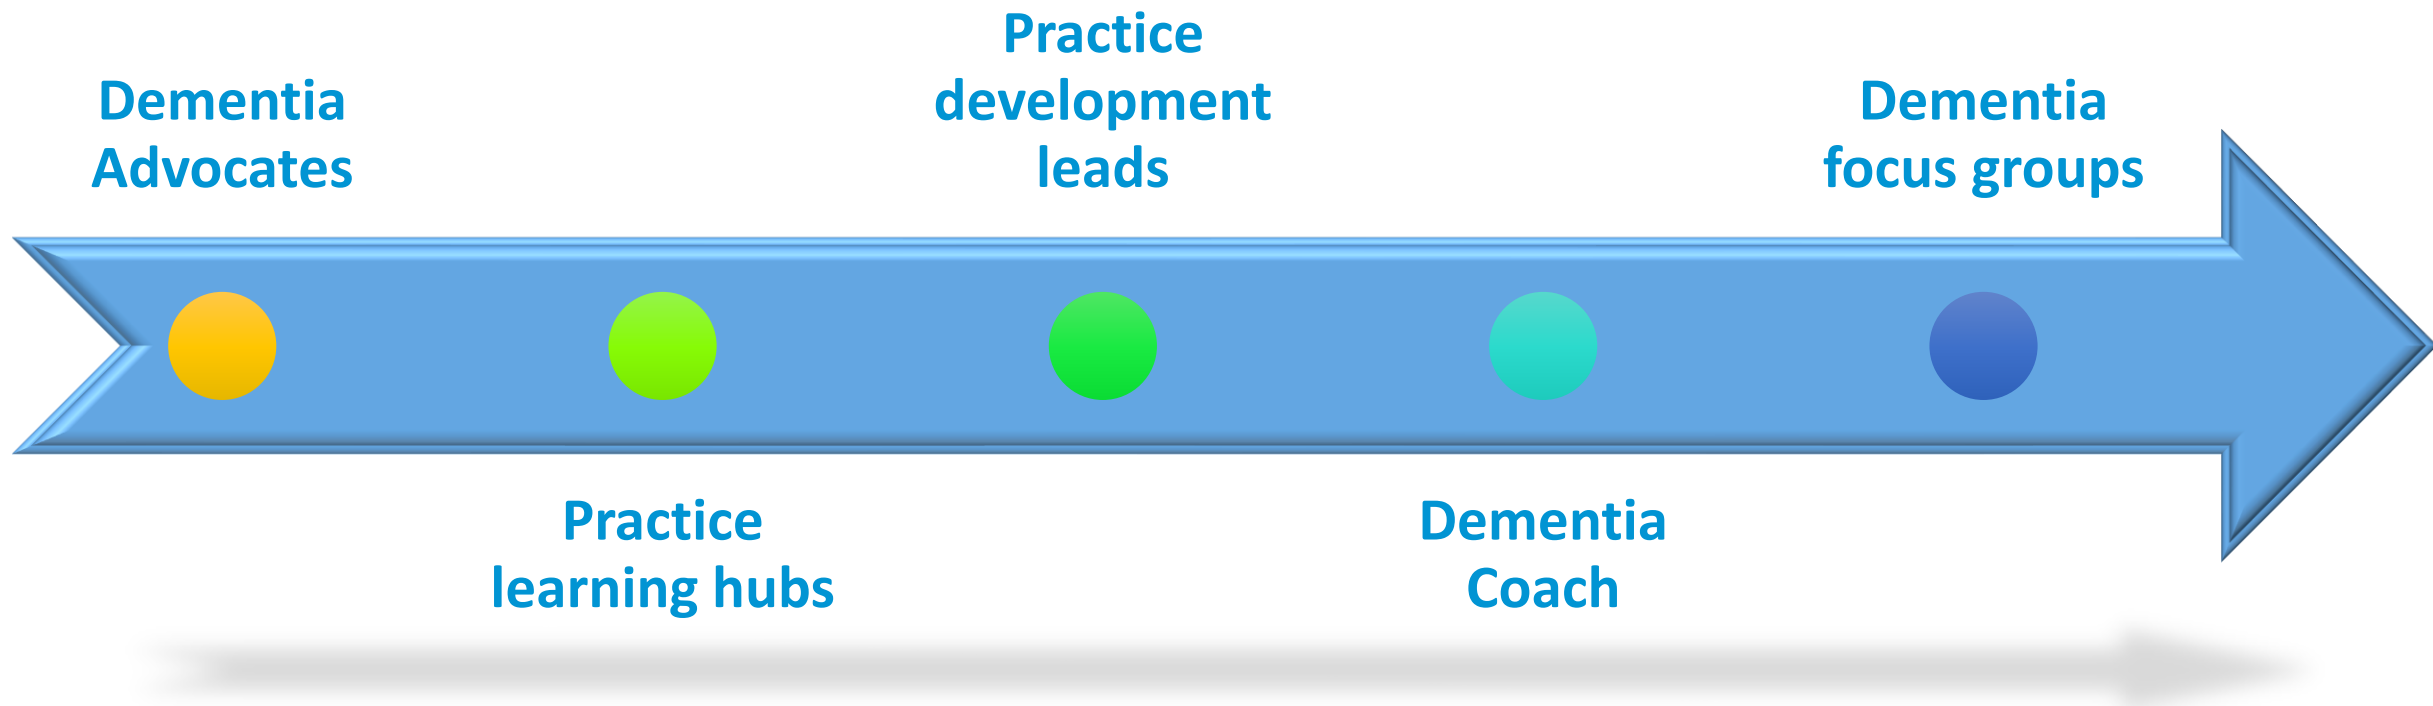 Dementia
Advocates
Practice
learning hubs
Practice
development
leads
Dementia
Coach
Dementia
focus groups